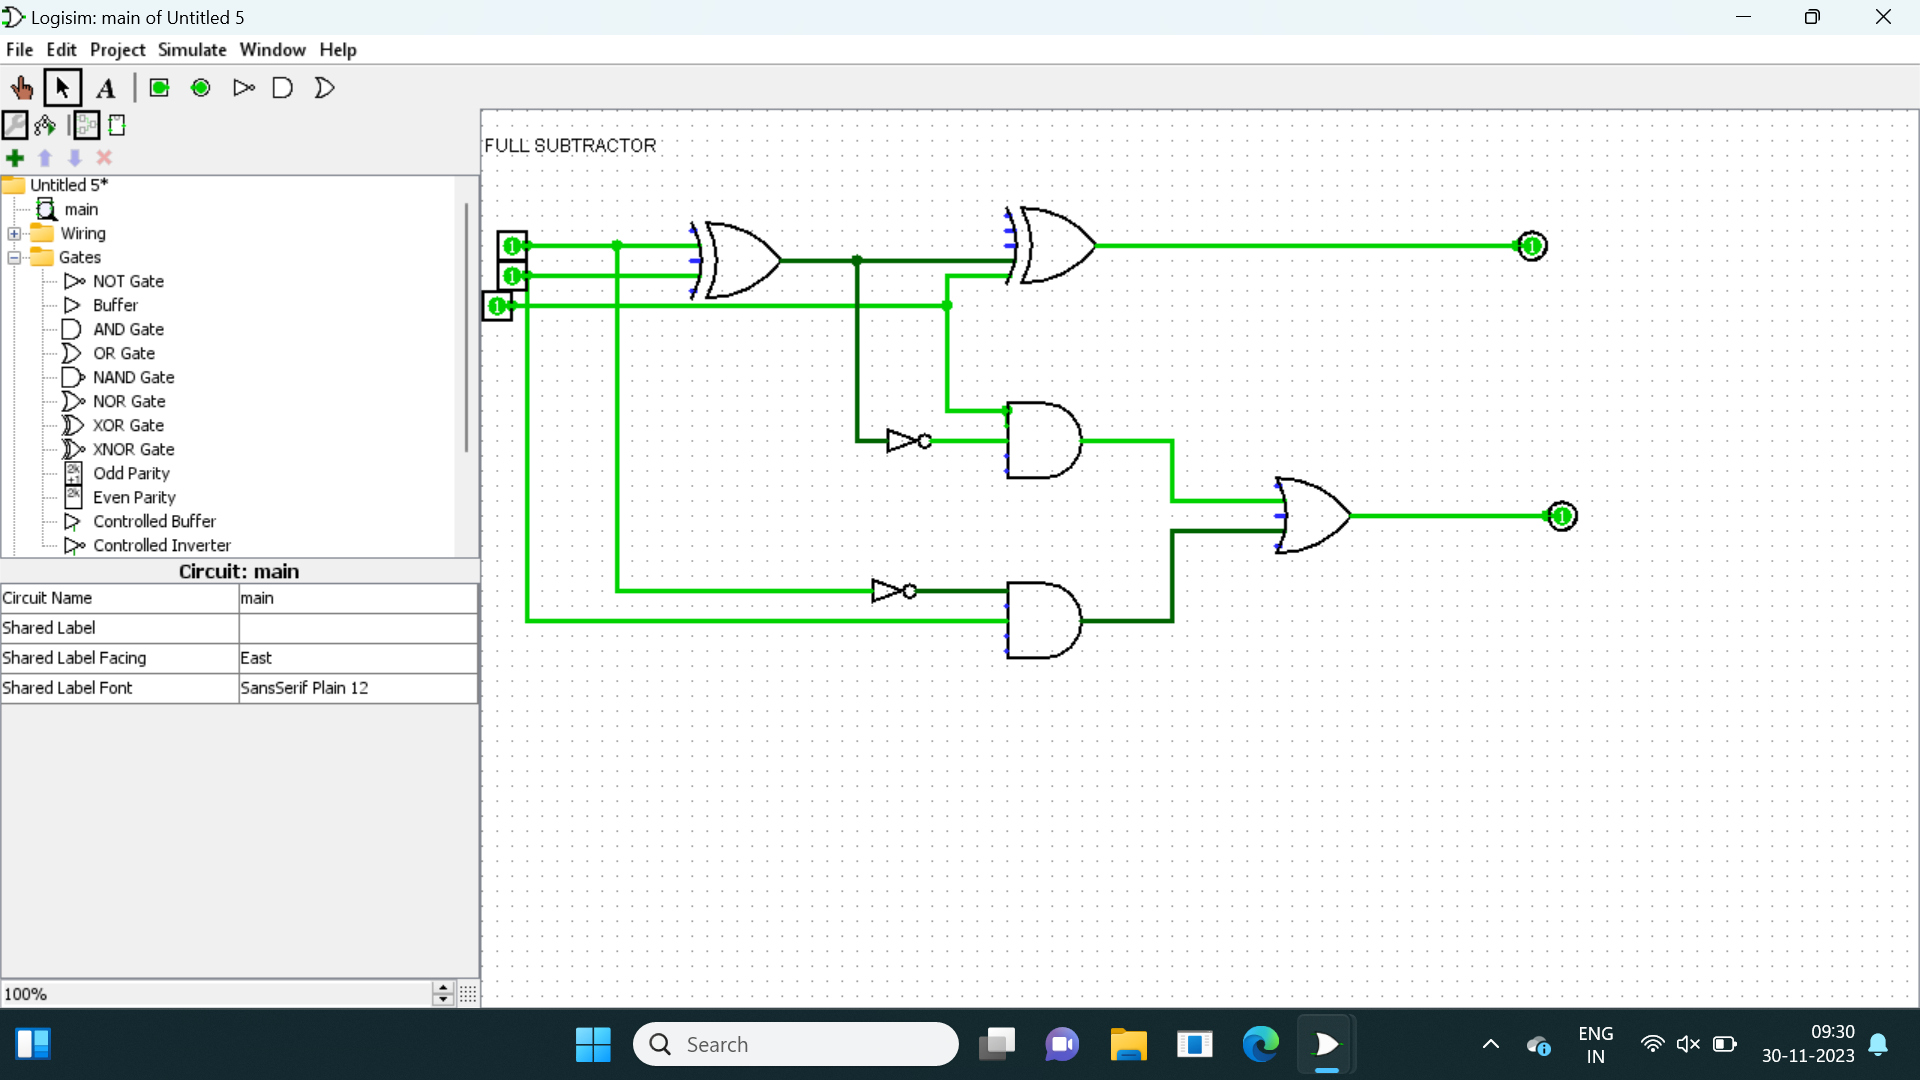 Logisim: main of Untitled 5
File Edit Project Simulate Window Help
A
FULL SUBTRACTOR
Untitled 5*
main
Wiring
Gates
NOT Gate
Buffer
AND Gate
OR Gate
NAND Gate
NOR Gate
XOR Gate
XNOR Gate
2k+1 Odd Parity
2k Even Parity
Controlled Buffer
Controlled Inverter
1
1
1
1
1
Circuit: main
Circuit Name main
Shared Label
Shared Label Facing East
Shared Label Font SansSerif Plain 12
100%
Search
ENG
IN
09:30
30-11-2023